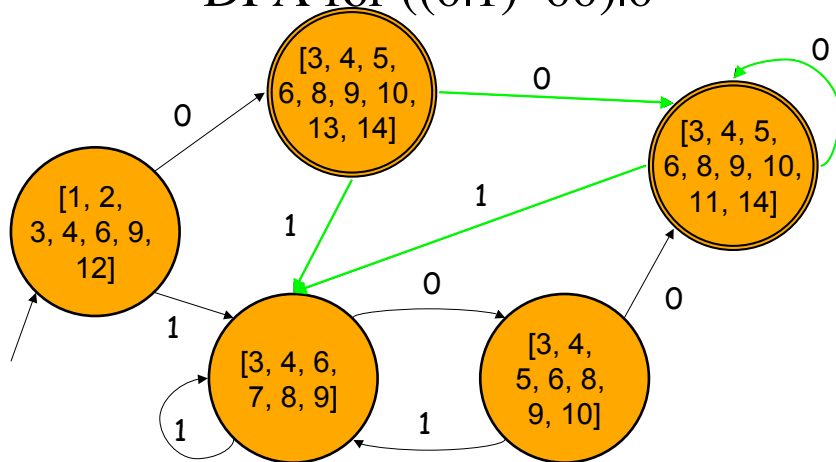 [3, 4, 5,
6, 8, 9, 10,
13, 14]
0
0
0
[3, 4, 5,
6, 8, 9, 10,
11, 14]
[1, 2,
3, 4, 6, 9,
12]
1
1
1
0
0
[3, 4, 6,
7, 8, 9]
[3, 4,
5, 6, 8,
9, 10]
1
1